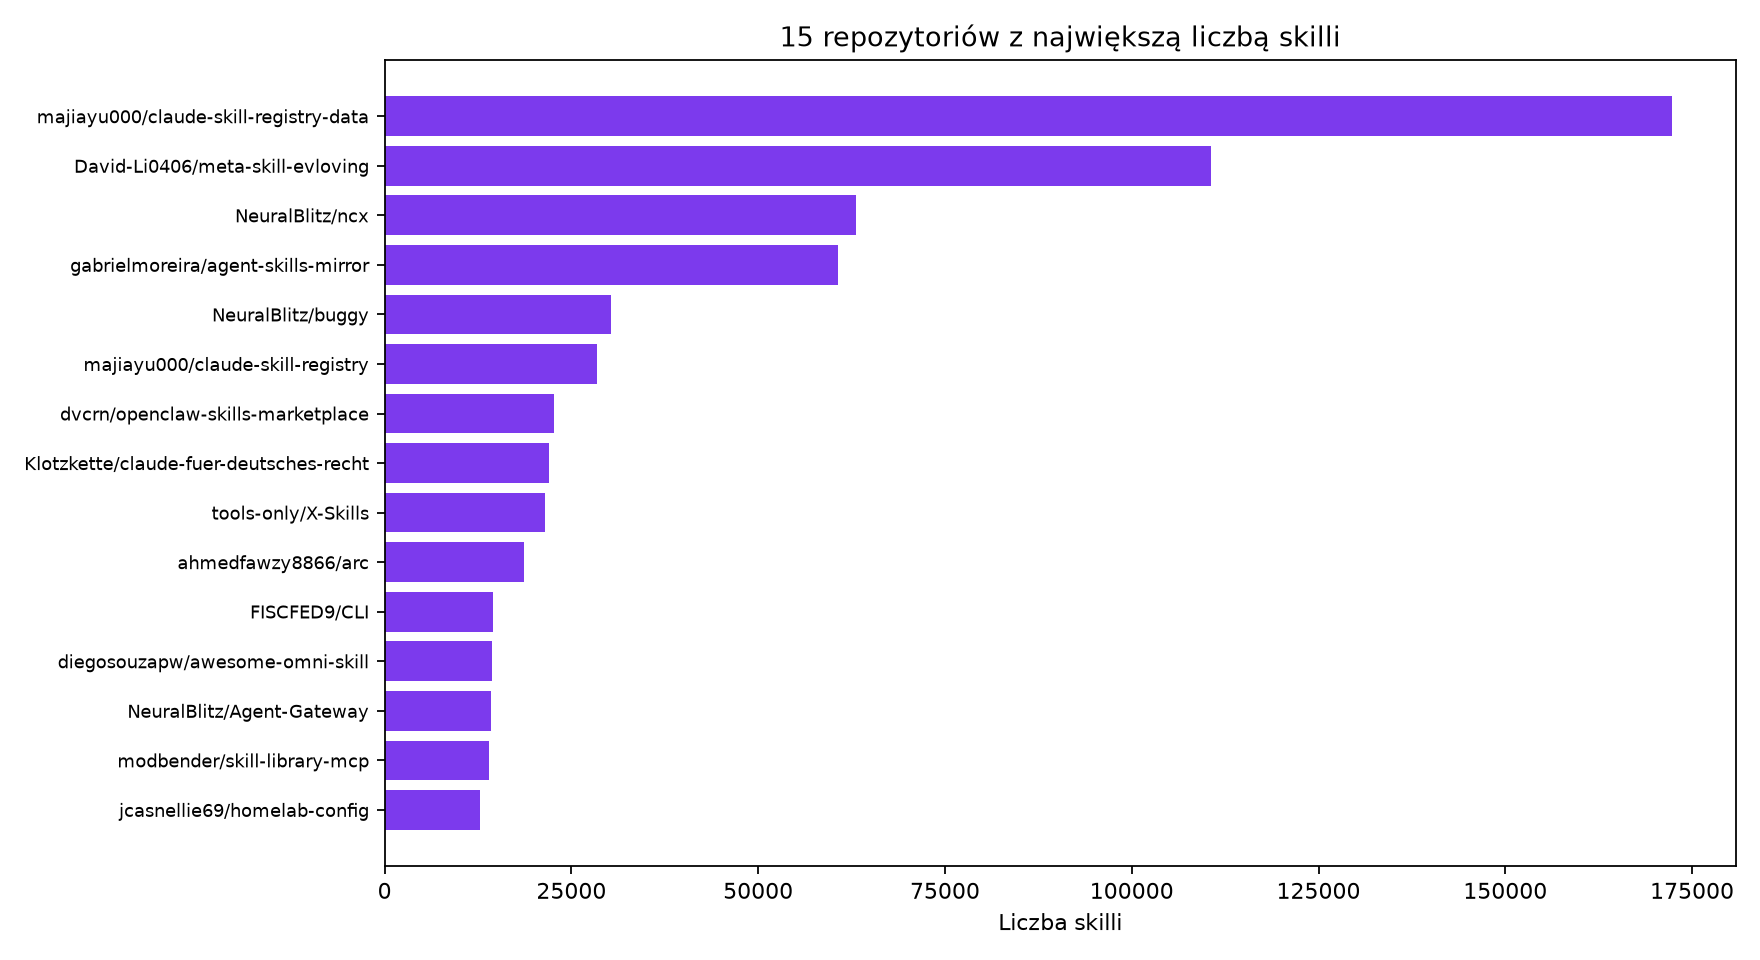 15 repozytoriów z największą liczbą skilli
majiayu000/claude-skill-registry-data
David-Li0406/meta-skill-evloving
NeuralBlitz/ncx
gabrielmoreira/agent-skills-mirror
NeuralBlitz/buggy
majiayu000/claude-skill-registry
dvcrn/openclaw-skills-marketplace
Klotzkette/claude-fuer-deutsches-recht
tools-only/X-Skills
ahmedfawzy8866/arc
FISCFED9/CLI
diegosouzapw/awesome-omni-skill
NeuralBlitz/Agent-Gateway
modbender/skill-library-mcp
jcasnellie69/homelab-config
0 25000 50000 75000 100000 125000 150000 175000
Liczba skilli